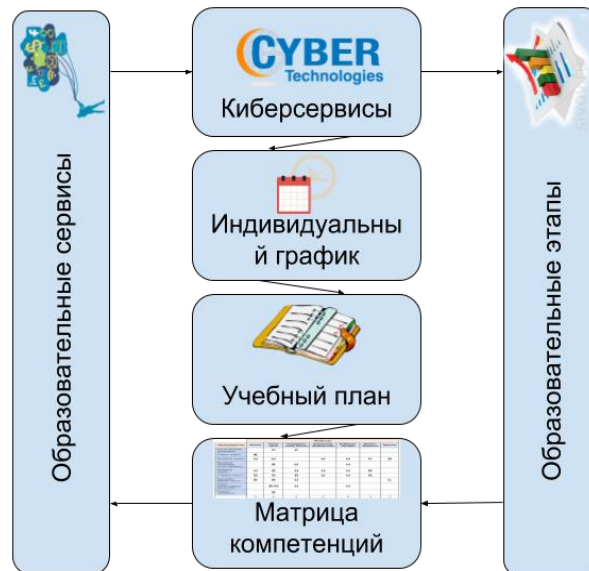 Образовательные сервисы
CYBER
Technologies
Киберсервисы
Индивидуальны
й график
Учебный план
Матрица
компетенций
Образовательные этапы